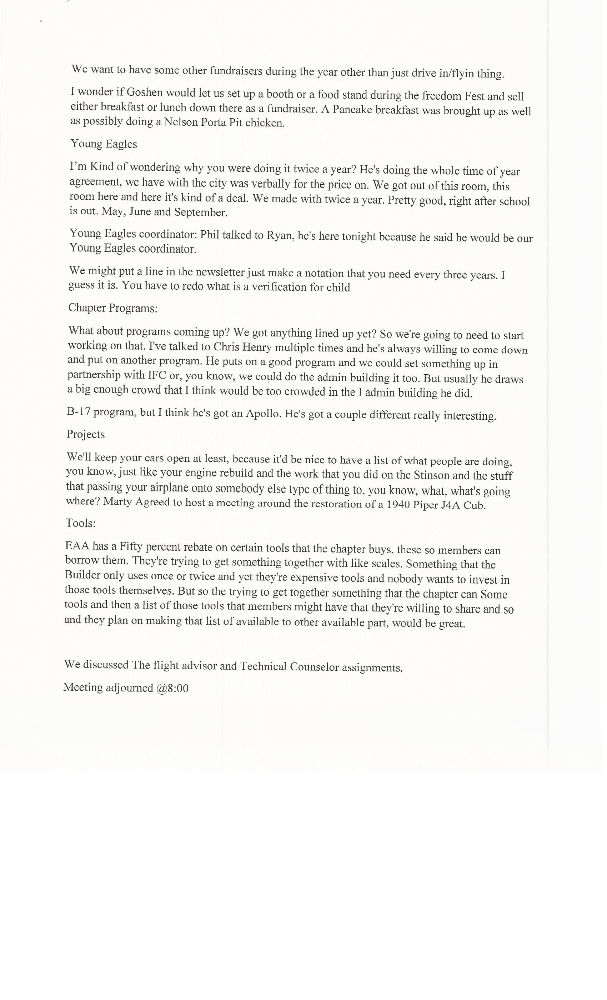 We want to have some other fundraisers during the year other than just drive in/flyin thing.
I wonder if Goshen would let us set up a booth or a food stand during the freedom Fest and sell
either breakfast or lunch down there as a fundraiser. A Pancake breakfast was brought up as well
as possibly doing a Nelson Porta Pit chicken.
Young Eagles
I'm Kind of wondering why you were doing it twice a year? He's doing the whole time of year
agreement, we have with the city was verbally for the price on. We got out of this room, this
room here and here it's kind of a deal. We made with twice a year. Pretty good, right after school
is out. May, June and September.
Young Eagles coordinator: Phil talked to Ryan, he's here tonight because he said he would be our
Young Eagles coordinator.
We might put a line in the newsletter just make a notation that you need every three years. I
guess it is. You have to redo what is a verification for child
Chapter Programs:
What about programs coming up? We got anything lined up yet? So we're going to need to start
working on that. I've talked to Chris Henry multiple times and he's always willing to come down
and put on another program. He puts on a good program and we could set something up in
partnership with IFC or, you know, we could do the admin building it too. But usually he draws
a big enough crowd that I think would be too crowded in the I admin building he did.
B-17 program, but I think he's got an Apollo. He's got a couple different really interesting.
Projects
We'll keep your ears open at least, because it'd be nice to have a list of what people are doing,
you know, just like your engine rebuild and the work that you did on the Stinson and the stuff
that passing your airplane onto somebody else type of thing to, you know, what, what's going
where? Marty Agreed to host a meeting around the restoration of a 1940 Piper J4A Cub.
Tools:
EAA has a Fifty percent rebate on certain tools that the chapter buys, these so members can
borrow them. They're trying to get something together with like scales. Something that the
Builder only uses once or twice and yet they're expensive tools and nobody wants to invest in
those tools themselves. But so the trying to get together something that the chapter can Some
tools and then a list of those tools that members might have that they're willing to share and so
and they plan on making that list of available to other available part, would be great.
We discussed The flight advisor and Technical Counselor assignments.
Meeting adjourned @8:00